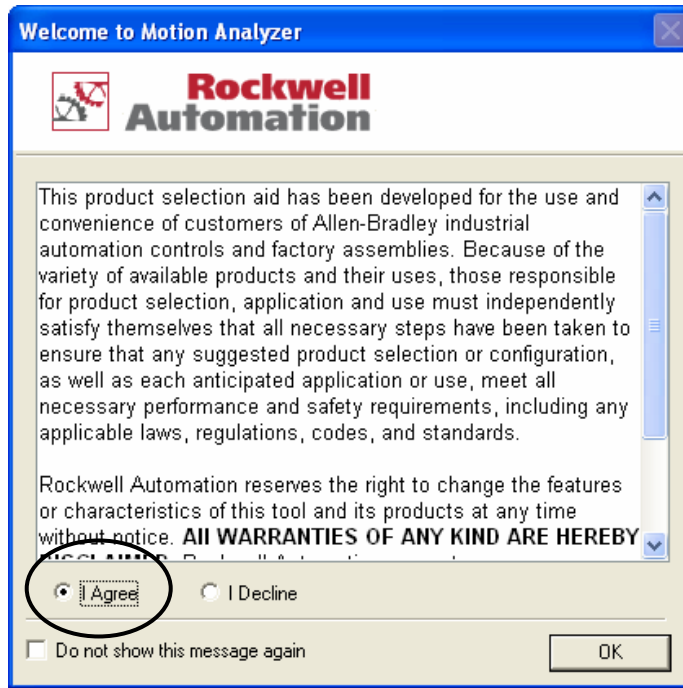 Welcome to Motion Analyzer
Rockwell
Automation
This product selection aid has been developed for the use and
convenience of customers of Allen-Bradley industrial
automation controls and factory assemblies. Because of the
variety of available products and their uses, those responsible
for product selection, application and use must independently
satisfy themselves that all necessary steps have been taken to
ensure that any suggested product selection or configuration,
as well as each anticipated application or use, meet all
necessary performance and safety requirements, including any
applicable laws, regulations, codes, and standards.
Rockwell Automation reserves the right to change the features
or characteristics of this tool and its products at any time
without notice. All WARRANTIES OF ANY KIND ARE HEREBY
I Agree
I Decline
Do not show this message again
OK